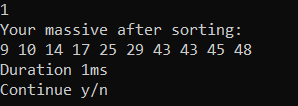 1
Your massive after sorting:
9 10 14 17 25 29 43 43 45 48
Duration 1ms
Continue y/n